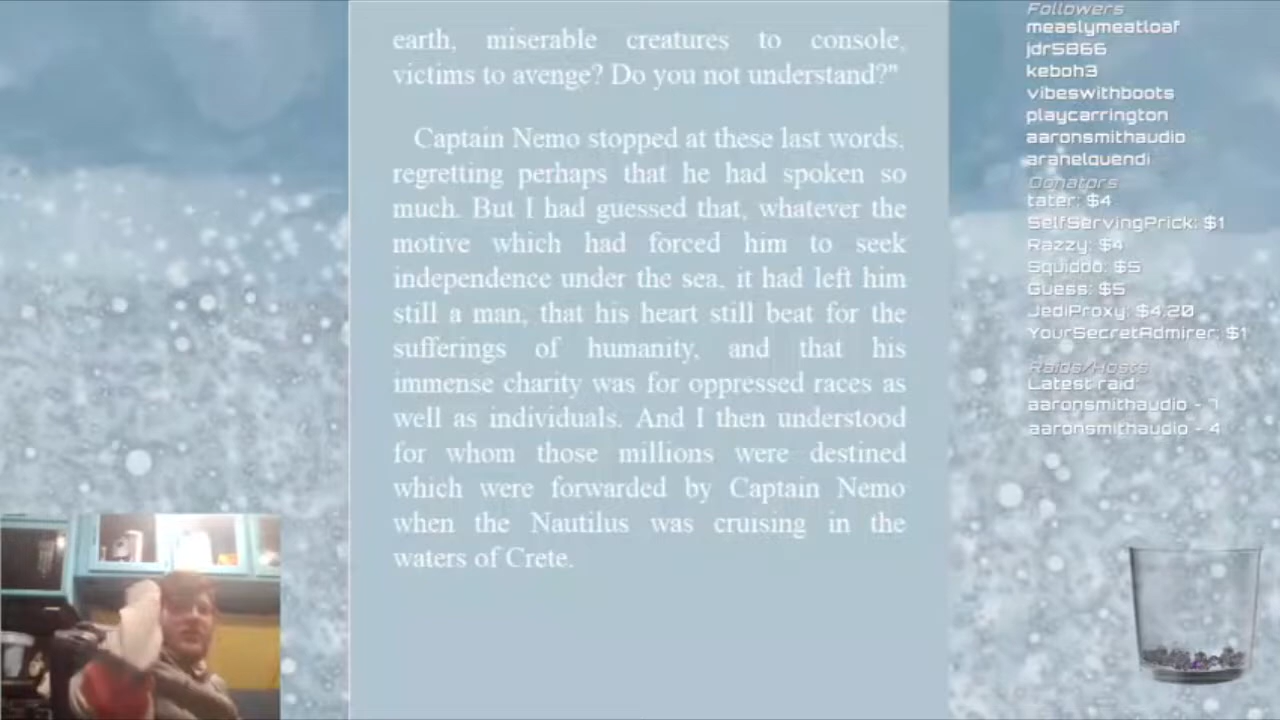 earth, miserable creatures to console,
victims to avenge? Do you not understand?"
Captain Nemo stopped at these last words,
regretting perhaps that he had spoken so
much. But I had guessed that, whatever the
motive which had forced him to seek
independence under the sea, it had left him
still a man, that his heart still beat for the
sufferings of humanity, and that his
immense charity was for oppressed races as
well as individuals. And I then understood
for whom those millions were destined
which were forwarded by Captain Nemo
when the Nautilus was cruising in the
waters of Crete.
Followers
measlymeatloaf
jdr5866
keboh3
vibeswithboots
playcarrington
aaronsmithaudio
aranelquendi
Donators
tater: $4
SelfServingPrick: $1
Razzy: $4
Squidoo: $5
Guess: $5
JediProxy: $4.20
YourSecretAdmirer: $1
Raids/Hosts
Latest raid:
aaronsmithaudio - 7
aaronsmithaudio - 4